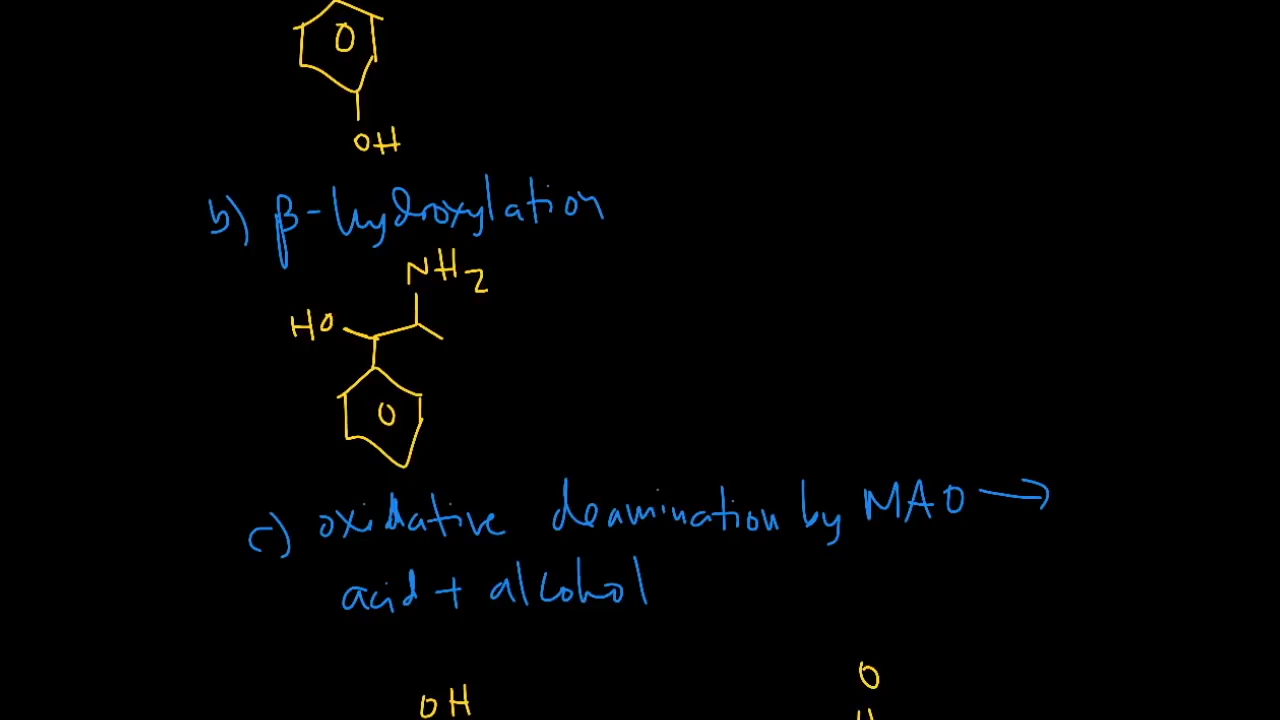 O
OH
b) β-hydroxylation
NH2
HO
O
c) oxidative deamination by MAO →
acid + alcohol
O
OH